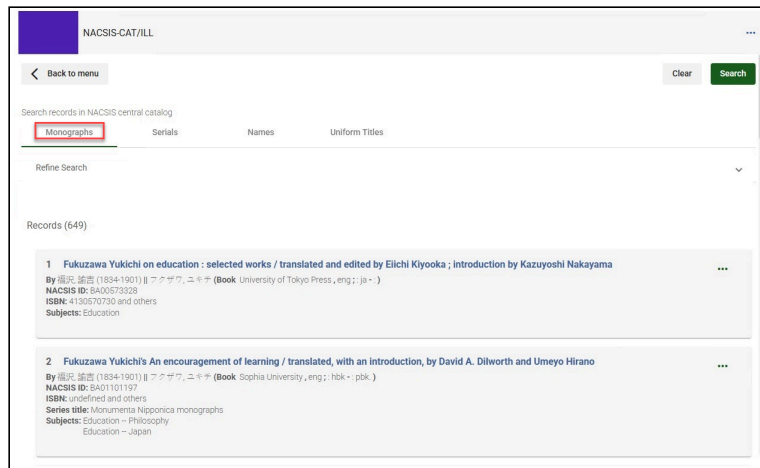 NACSIS-CAT/ILL
Back to menu
Clear
Search
Search records in NACSIS central catalog
Monographs
Serials
Names
Uniform Titles
Refine Search
Records (649)
1 Fukuzawa Yukichi on education : selected works / translated and edited by Eiichi Kiyooka ; introduction by Kazuyoshi Nakayama
By 福沢, 諭吉 (1834-1901) || フクザワ, ユキチ (Book University of Tokyo Press , eng ; : ja - : )
NACSIS ID: BA00573328
ISBN: 4130570730 and others
Subjects: Education
2 Fukuzawa Yukichi's An encouragement of learning / translated, with an introduction, by David A. Dilworth and Umeyo Hirano
By 福沢, 諭吉 (1834-1901) || フクザワ, ユキチ (Book Sophia University , eng ; : hbk - : pbk. )
NACSIS ID: BA01101197
ISBN: undefined and others
Series title: Monumenta Nipponica monographs
Subjects: Education -- Philosophy
Education -- Japan